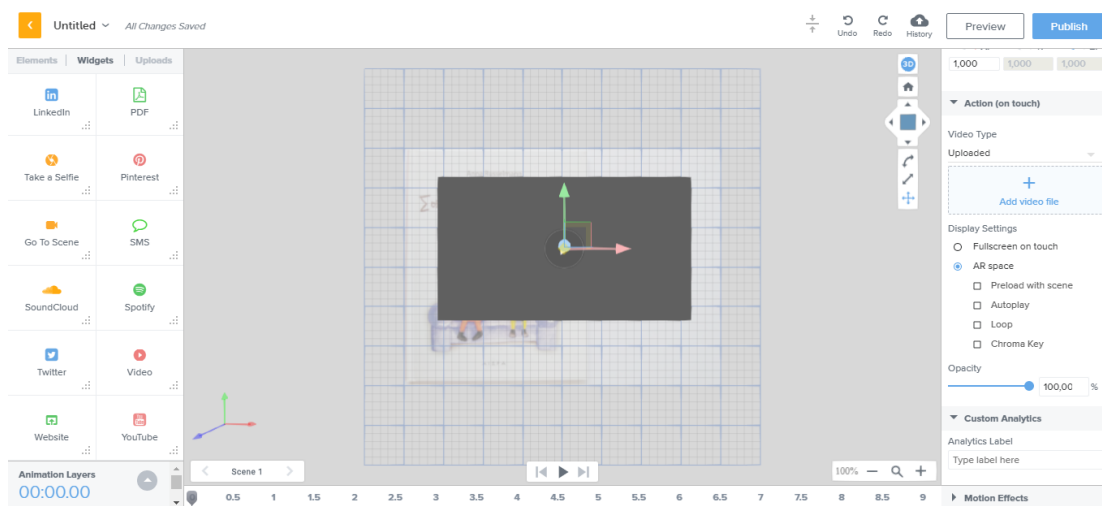 Untitled
All Changes Saved
Undo
Redo
History
Preview
Publish
Elements
Widgets
Uploads
LinkedIn
PDF
Take a Selfie
Pinterest
Go To Scene
SMS
SoundCloud
Spotify
Twitter
Video
Website
YouTube
Animation Layers
00:00.00
3D
Scene 1
100%
0 0.5 1 1.5 2 2.5 3 3.5 4 4.5 5 5.5 6 6.5 7 7.5 8 8.5 9
1,000 1,000 1,000
Action (on touch)
Video Type
Uploaded
Add video file
Display Settings
Fullscreen on touch
AR space
Preload with scene
Autoplay
Loop
Chroma Key
Opacity
100,00 %
Custom Analytics
Analytics Label
Type label here
Motion Effects